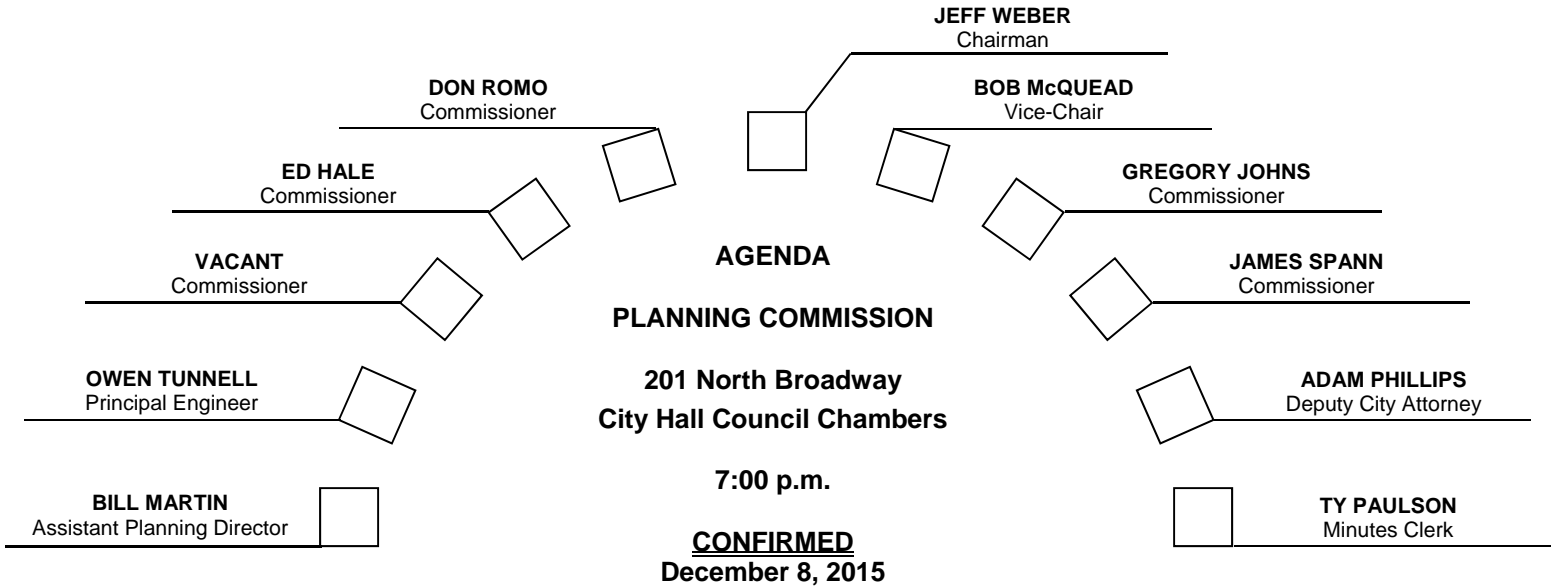 JEFF WEBER
Chairman
DON ROMO
Commissioner
BOB McQUEAD
Vice-Chair
ED HALE
Commissioner
GREGORY JOHNS
Commissioner
VACANT
Commissioner
JAMES SPANN
Commissioner
OWEN TUNNELL
Principal Engineer
ADAM PHILLIPS
Deputy City Attorney
BILL MARTIN
Assistant Planning Director
TY PAULSON
Minutes Clerk
AGENDA
PLANNING COMMISSION
201 North Broadway
City Hall Council Chambers
7:00 p.m.
CONFIRMED
December 8, 2015